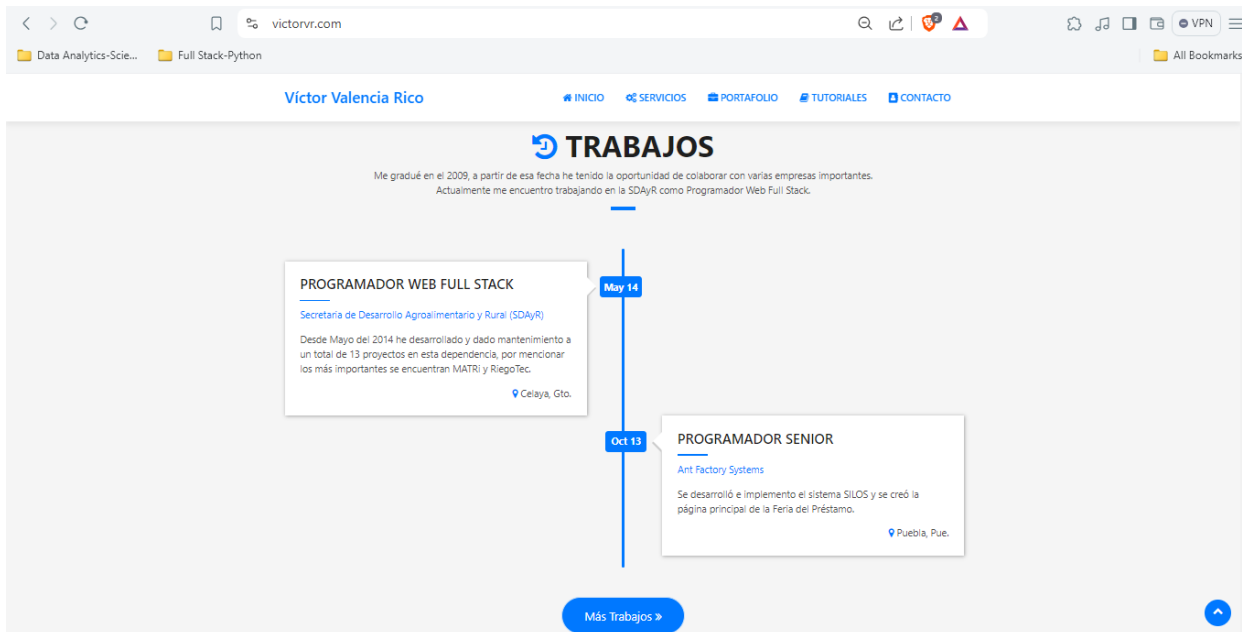 victorvr.com
2
VPN
Data Analytics-Scie...
Full Stack-Python
All Bookmarks
Víctor Valencia Rico
INICIO
SERVICIOS
PORTAFOLIO
TUTORIALES
CONTACTO
TRABAJOS
Me gradué en el 2009, a partir de esa fecha he tenido la oportunidad de colaborar con varias empresas importantes.
Actualmente me encuentro trabajando en la SDAyR como Programador Web Full Stack.
May 14
PROGRAMADOR WEB FULL STACK
Secretaria de Desarrollo Agroalimentario y Rural (SDAyR)
Desde Mayo del 2014 he desarrollado y dado mantenimiento a
un total de 13 proyectos en esta dependencia, por mencionar
los más importantes se encuentran MATRi y RiegoTec.
Celaya, Gto.
Oct 13
PROGRAMADOR SENIOR
Ant Factory Systems
Se desarrolló e implemento el sistema SILOS y se creó la
página principal de la Feria del Préstamo.
Puebla, Pue.
Más Trabajos »